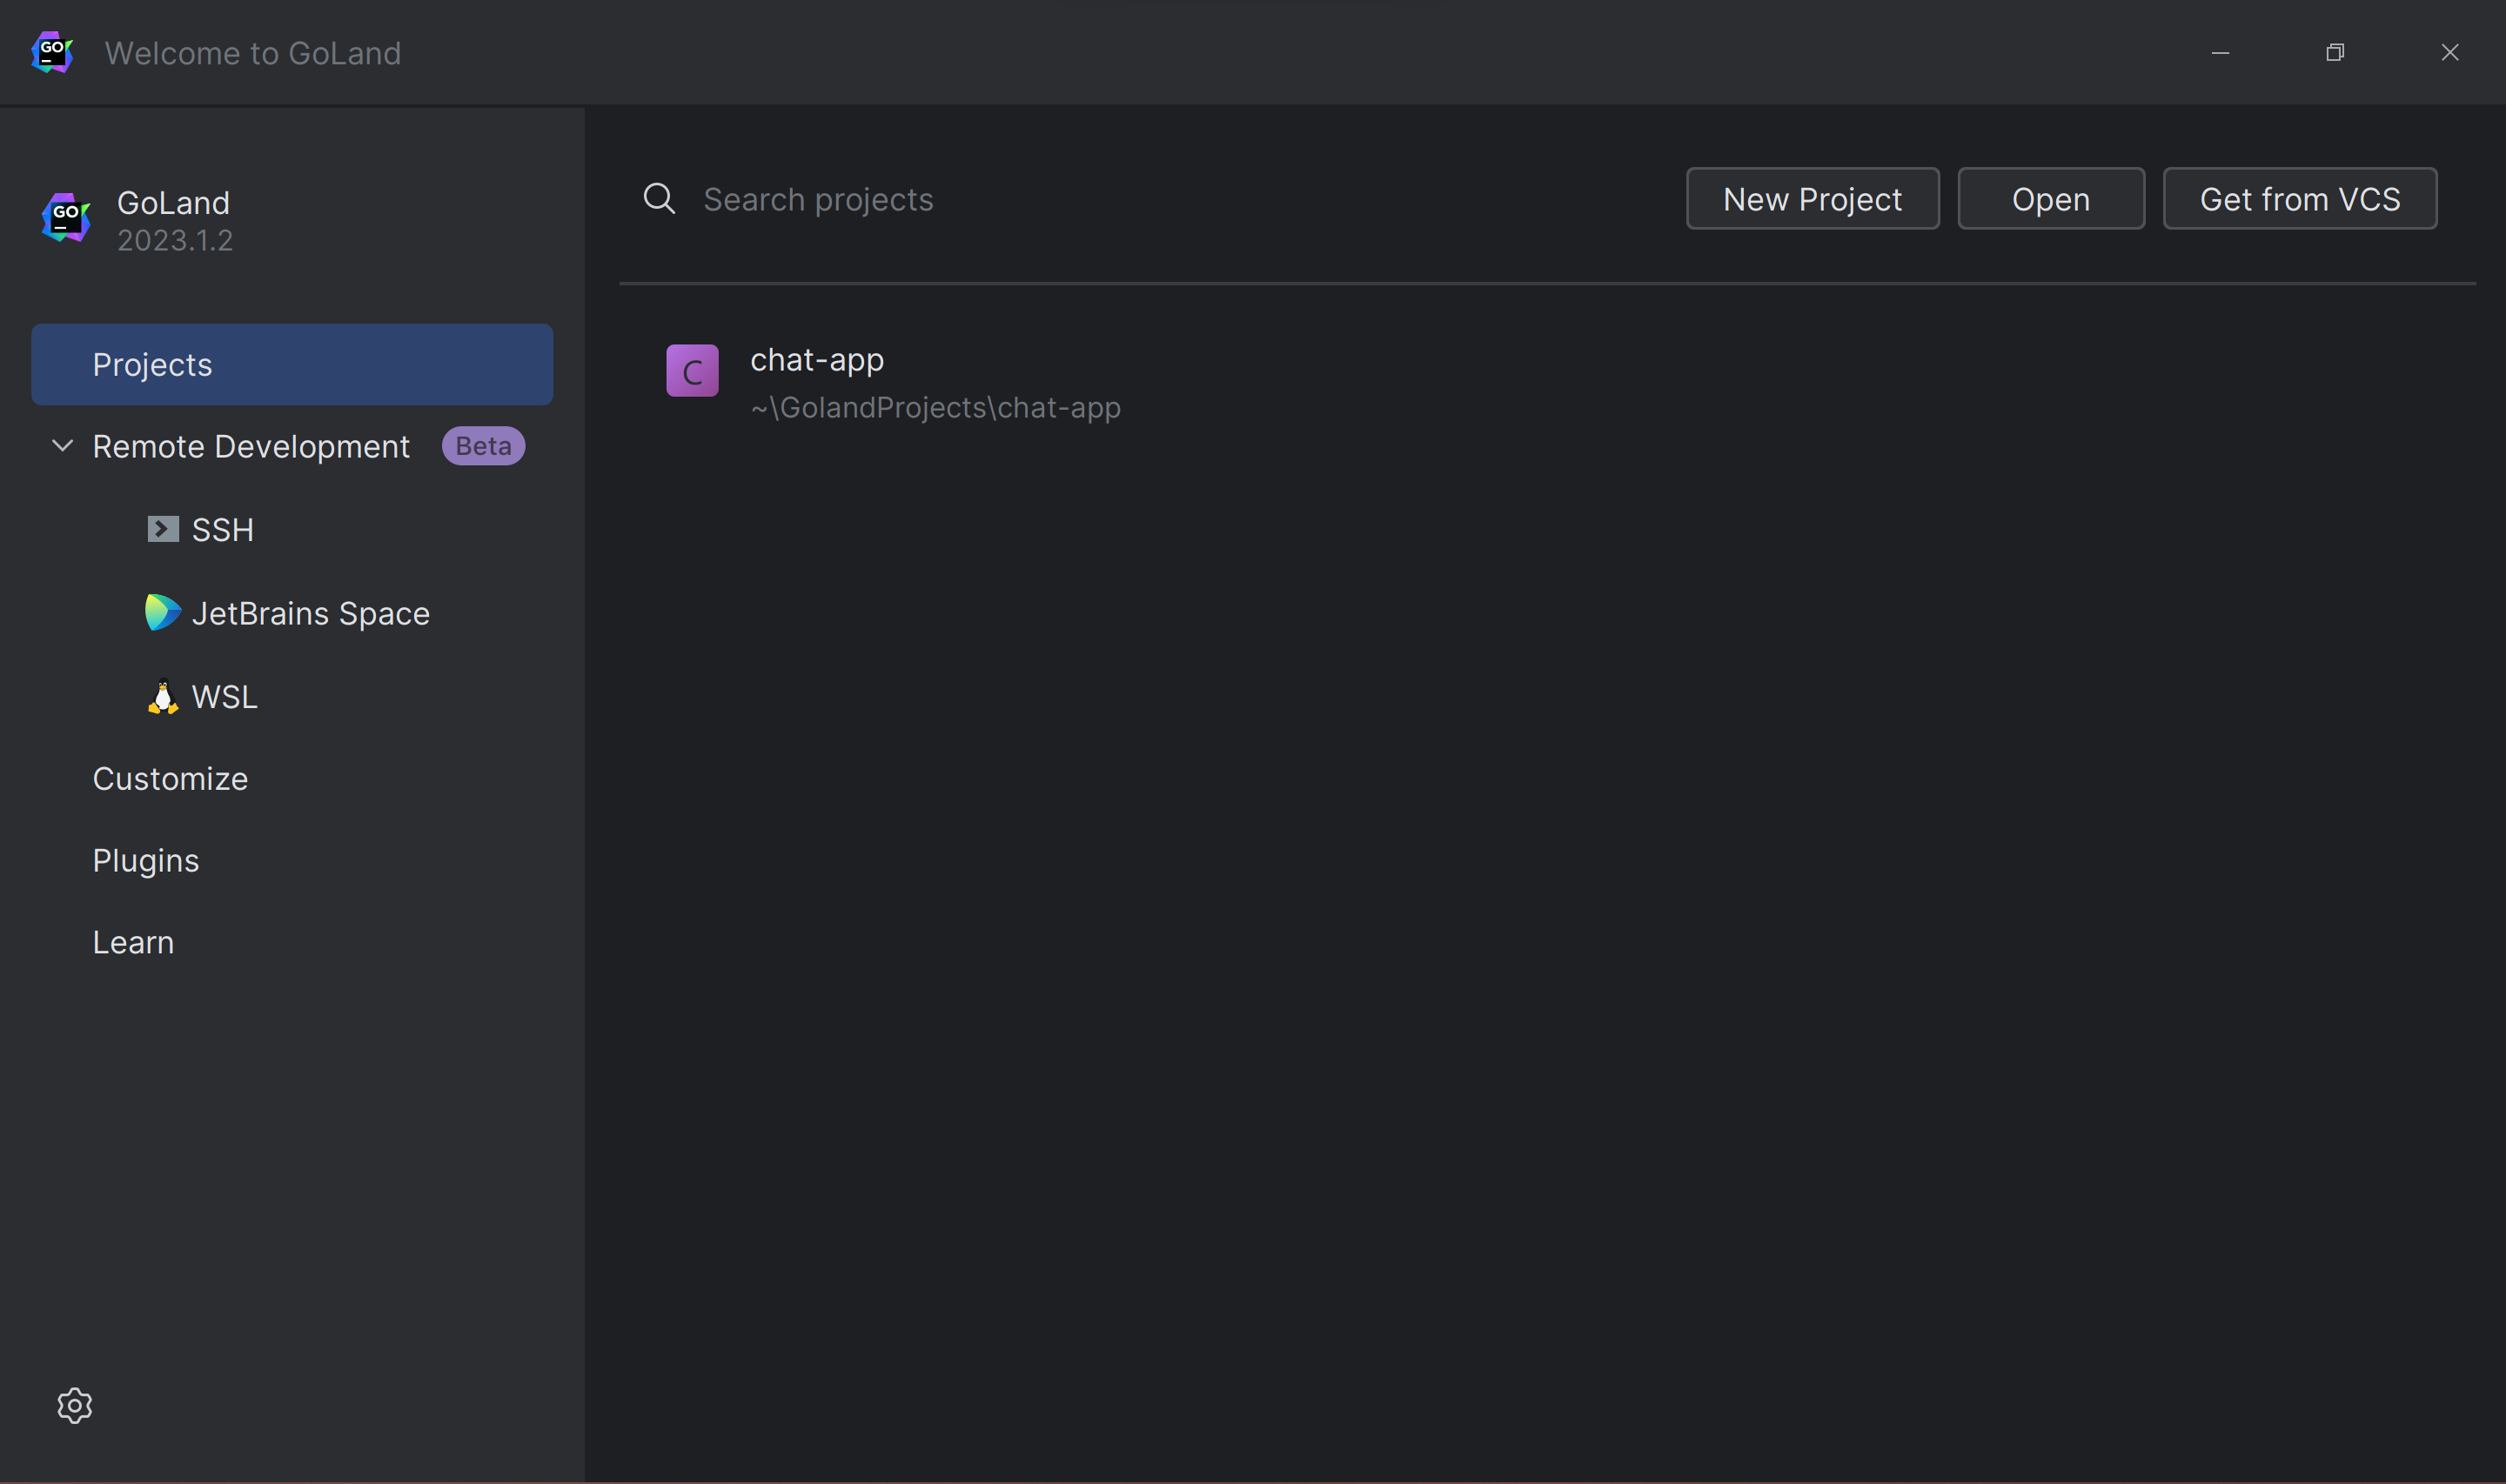 GO
Welcome to GoLand
GO
GoLand
2023.1.2
Projects
Remote Development Beta
SSH
JetBrains Space
WSL
Customize
Plugins
Learn
Search projects
New Project
Open
Get from VCS
C
chat-app
~\GolandProjects\chat-app